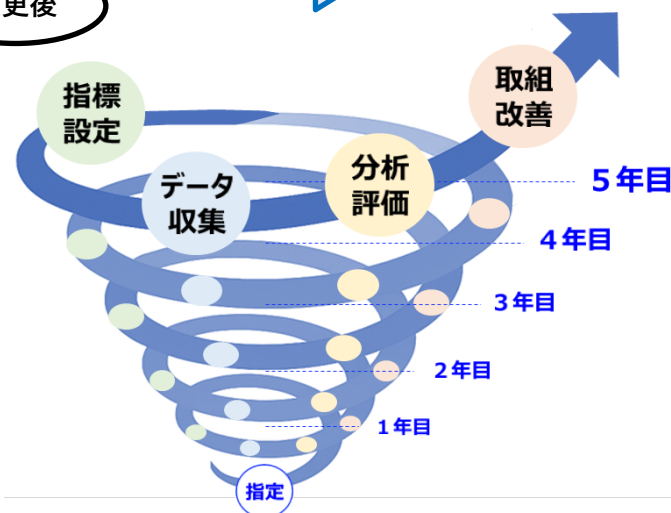 更後
指標
設定
データ
収集
分析
評価
取組
改善
5年目
4年目
3年目
2年目
1年目
指定